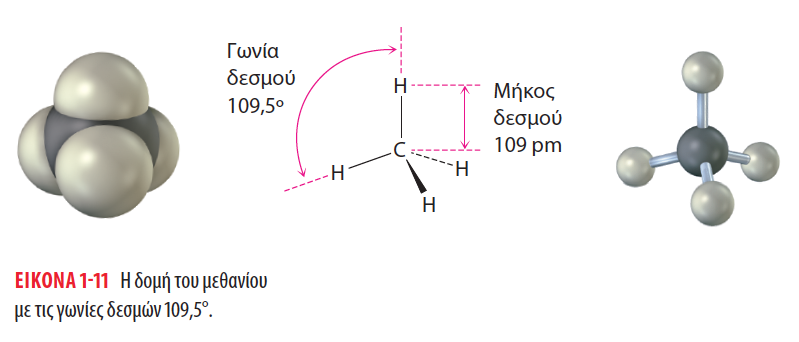 Γωνία
δεσμού
109,5º
H
Μήκος
δεσμού
109 pm
C
H
H
H
ΕΙΚΟΝΑ 1-11 Η δομή του μεθανίου
με τις γωνίες δεσμών 109,5°.